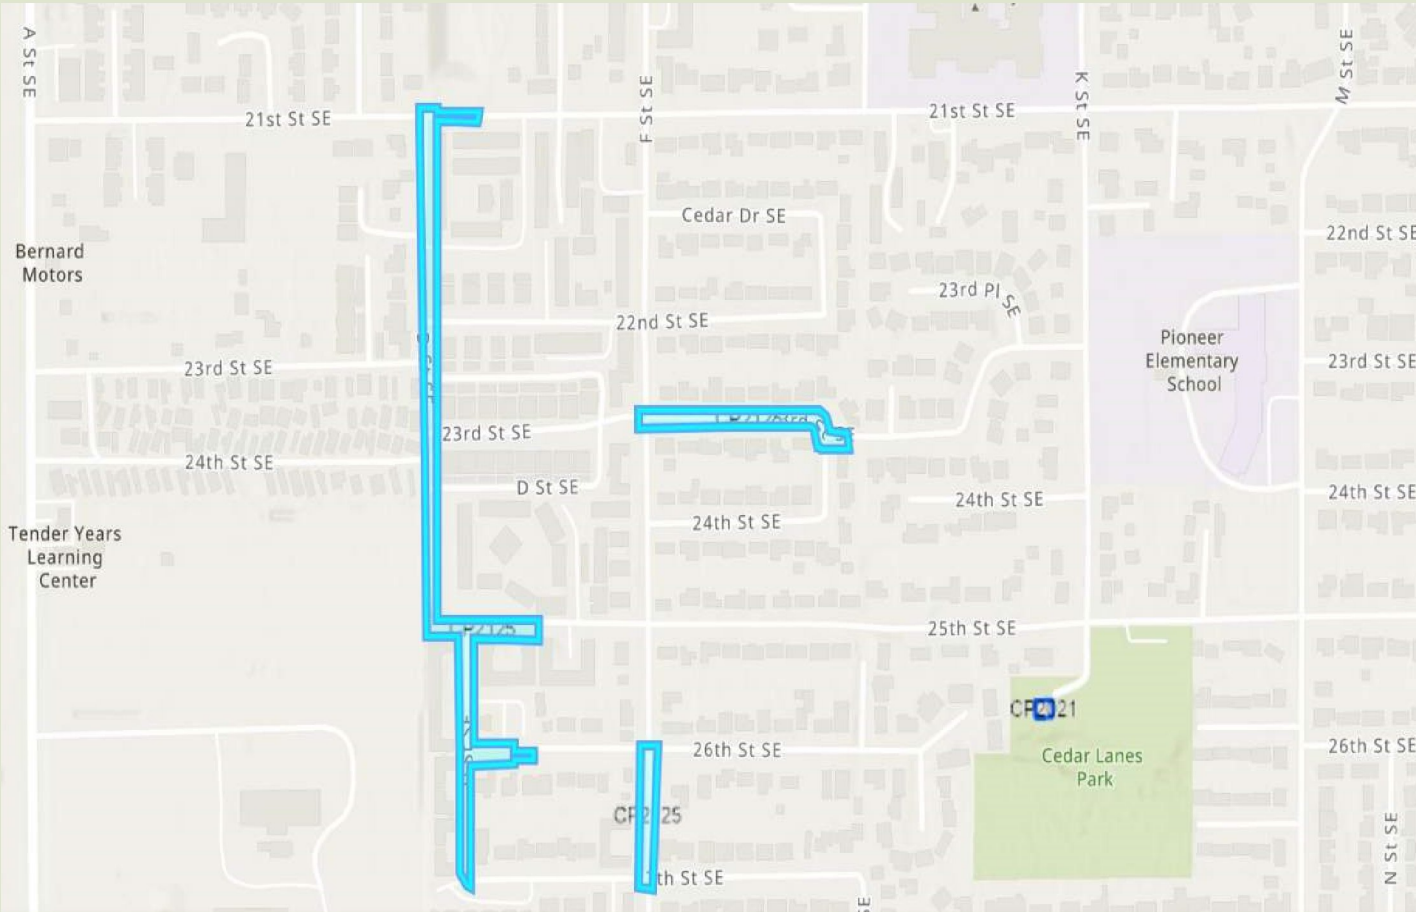 A St SE
21st St SE
F St SE
21st St SE
K St SE
M St SE
Cedar Dr SE
22nd St SE
Bernard
Motors
23rd Pl SE
22nd St SE
Pioneer
Elementary
School
23rd St SE
23rd St SE
23rd St SE
24th St SE
D St SE
24th St SE
24th St SE
24th St SE
Tender Years
Learning
Center
25th St SE
CP2125
CP2021
26th St SE
Cedar Lanes
Park
26th St SE
th St SE
N St SE
SE